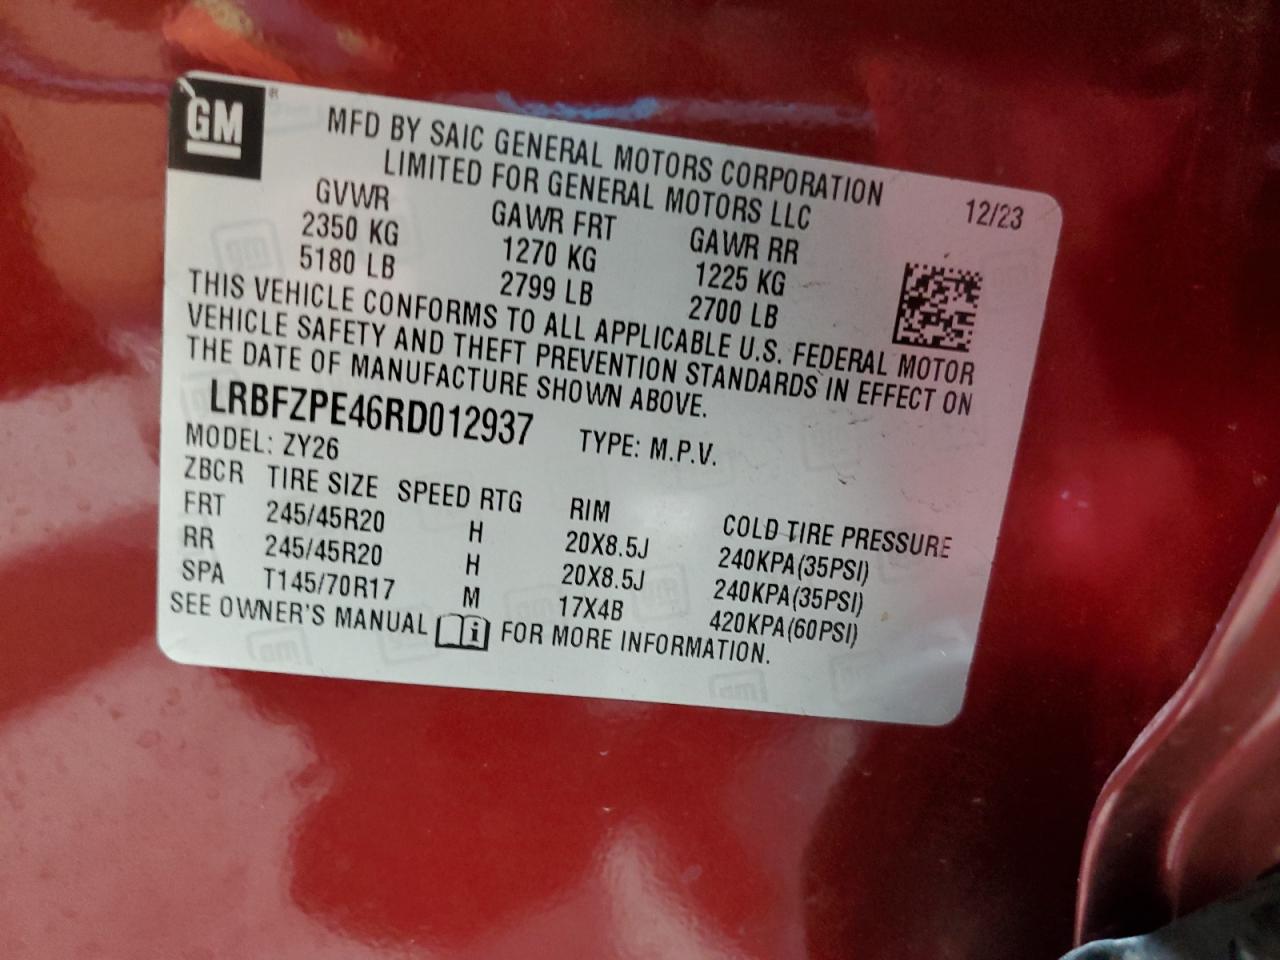 GM
MFD BY SAIC GENERAL MOTORS CORPORATION
LIMITED FOR GENERAL MOTORS LLC
12/23
GVWR GAWR FRT GAWR RR
2350 KG 1270 KG 1225 KG
5180 LB 2799 LB 2700 LB
THIS VEHICLE CONFORMS TO ALL APPLICABLE U.S. FEDERAL MOTOR
VEHICLE SAFETY AND THEFT PREVENTION STANDARDS IN EFFECT ON
THE DATE OF MANUFACTURE SHOWN ABOVE.
LRBFZPE46RD012937 TYPE: M.P.V.
MODEL: ZY26
ZBCR TIRE SIZE SPEED RTG RIM COLD TIRE PRESSURE
FRT 245/45R20 H 20X8.5J 240KPA(35PSI)
RR 245/45R20 H 20X8.5J 240KPA(35PSI)
SPA T145/70R17 M 17X4B 420KPA(60PSI)
SEE OWNER'S MANUAL i FOR MORE INFORMATION.